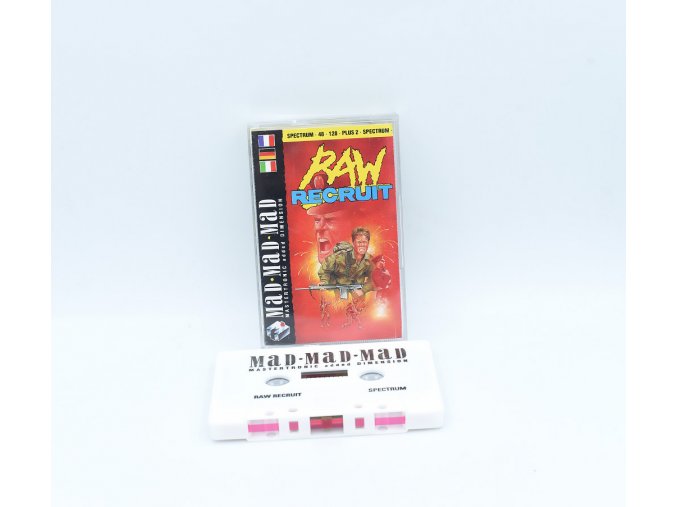 SPECTRUM · 48 · 128 · PLUS 2 · SPECTRUM ·
RAW
RECRUIT
MAD·MAD·MAD
MASTERTRONIC added DIMENSION
MAD-MAD-MAD
MASTERTRONIC added DIMENSION
RAW RECRUIT
SPECTRUM